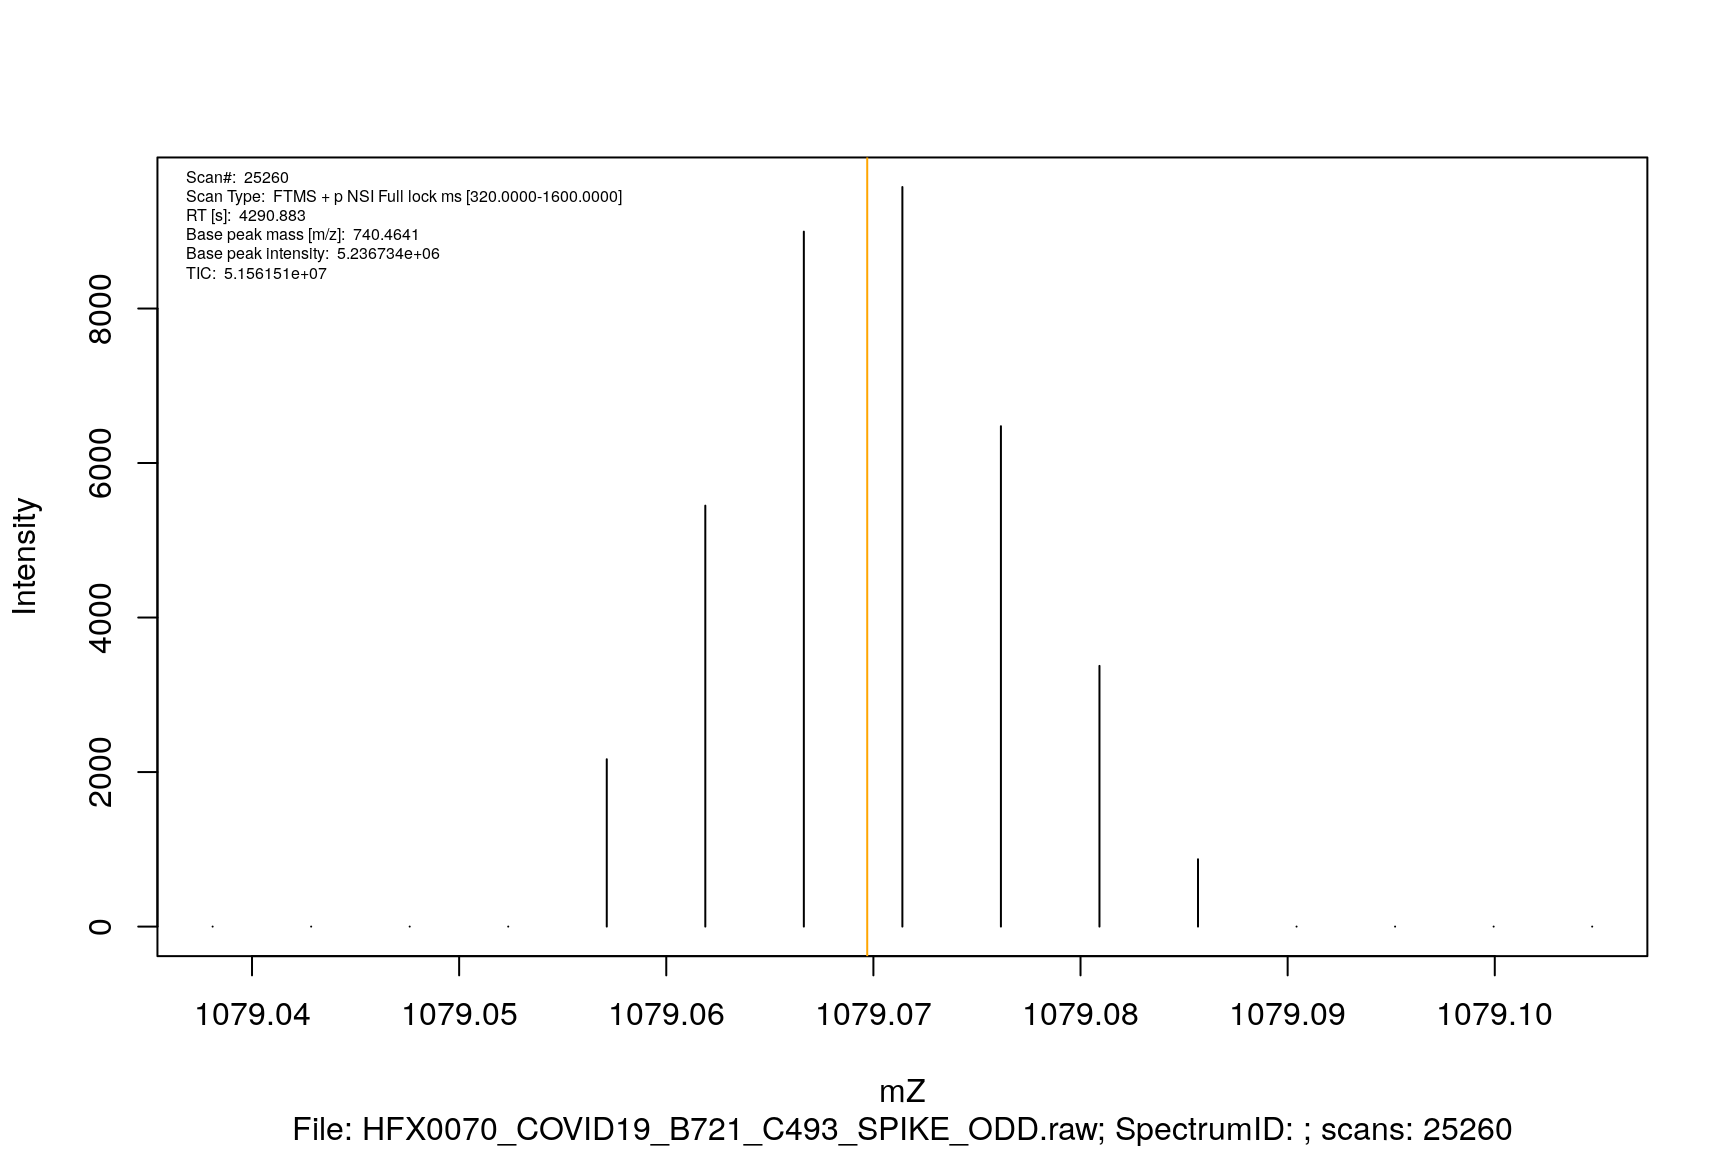 Scan#:  25260
Scan Type:  FTMS + p NSI Full lock ms [320.0000-1600.0000]
RT [s]:  4290.883
Base peak mass [m/z]:  740.4641
Base peak intensity:  5.236734e+06
TIC:  5.156151e+07
Intensity
8000
6000
4000
2000
0
1079.04 1079.05 1079.06 1079.07 1079.08 1079.09 1079.10
mZ
File: HFX0070_COVID19_B721_C493_SPIKE_ODD.raw; SpectrumID: ; scans: 25260